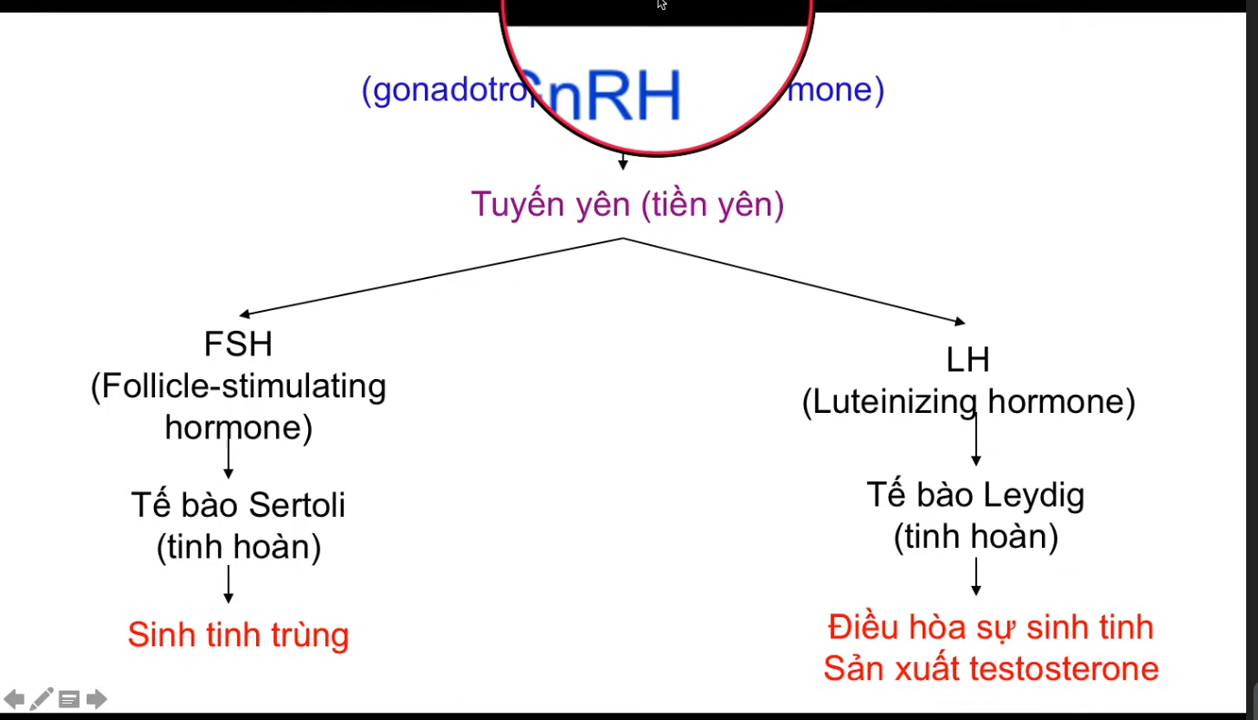 GnRH
(gonadotrop mone)
Tuyến yên (tiền yên)
FSH
(Follicle-stimulating
hormone)
Tế bào Sertoli
(tinh hoàn)
Sinh tinh trùng
LH
(Luteinizing hormone)
Tế bào Leydig
(tinh hoàn)
Điều hòa sự sinh tinh
Sản xuất testosterone